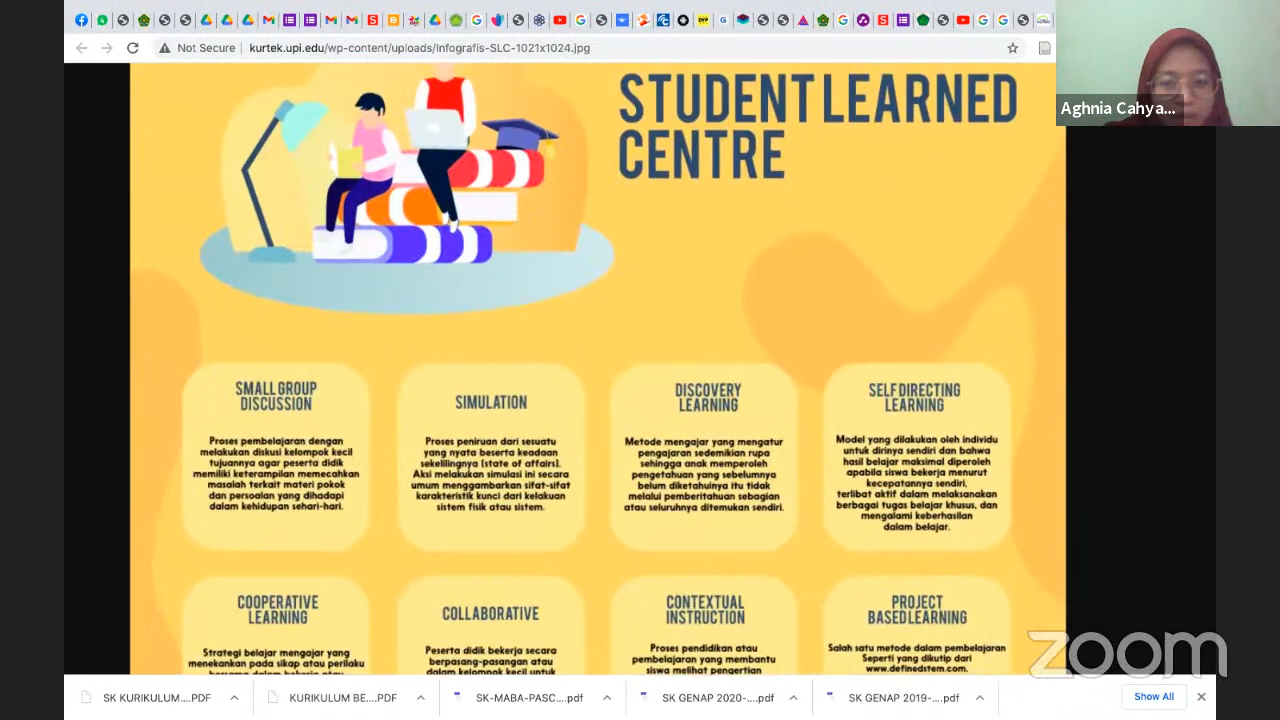 Not Secure | kurtek.upi.edu/wp-content/uploads/Infografis-SLC-1021x1024.jpg
Aghnia Cahya...
STUDENT LEARNED
CENTRE
SMALL GROUP
DISCUSSION
Proses pembelajaran dengan
melakukan diskusi kelompok kecil
tujuannya agar peserta didik
memiliki keterampilan memecahkan
masalah terkait materi pokok
dan persoalan yang dihadapi
dalam kehidupan sehari-hari.
SIMULATION
Proses peniruan dari sesuatu
yang nyata beserta keadaan
sekelilingnya [state of affairs].
Aksi melakukan simulasi ini secara
umum menggambarkan sifat-sifat
karakteristik kunci dari kelakuan
sistem fisik atau sistem.
DISCOVERY
LEARNING
Metode mengajar yang mengatur
pengajaran sedemikian rupa
sehingga anak memperoleh
pengetahuan yang sebelumnya
belum diketahuinya itu tidak
melalui pemberitahuan sebagian
atau seluruhnya ditemukan sendiri.
SELF DIRECTING
LEARNING
Model yang dilakukan oleh individu
untuk dirinya sendiri dan bahwa
hasil belajar maksimal diperoleh
apabila siswa bekerja menurut
kecepatannya sendiri,
terlibat aktif dalam melaksanakan
berbagai tugas belajar khusus, dan
mengalami keberhasilan
dalam belajar.
COOPERATIVE
LEARNING
Strategi belajar mengajar yang
menekankan pada sikap atau perilaku
COLLABORATIVE
Peserta didik bekerja secara
berpasang-pasangan atau
dalam kelompok kecil untuk
CONTEXTUAL
INSTRUCTION
Proses pendidikan atau
pembelajaran yang membantu
siswa melihat pengertian
PROJECT
BASED LEARNING
Salah satu metode dalam pembelajaran
Seperti yang dikutip dari
www.definedstem.com.
zoom
SK KURIKULUM....PDF
KURIKULUM BE....PDF
SK-MABA-PASC....pdf
SK GENAP 2020-....pdf
SK GENAP 2019-....pdf
Show All